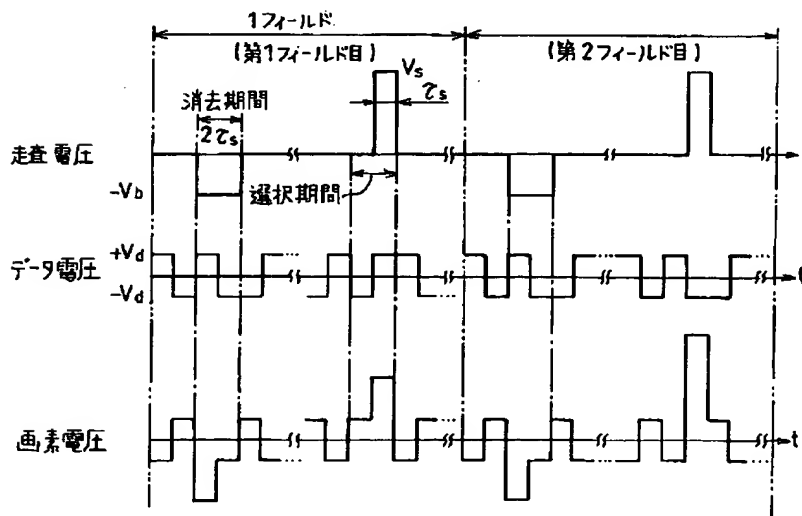 1フィールド
(第1フィールド目)
(第2フィールド目)
Vs
τs
消去期間
2τs
走査電圧
-Vb
選択期間
+Vd
データ電圧
-Vd
t
画素電圧
t